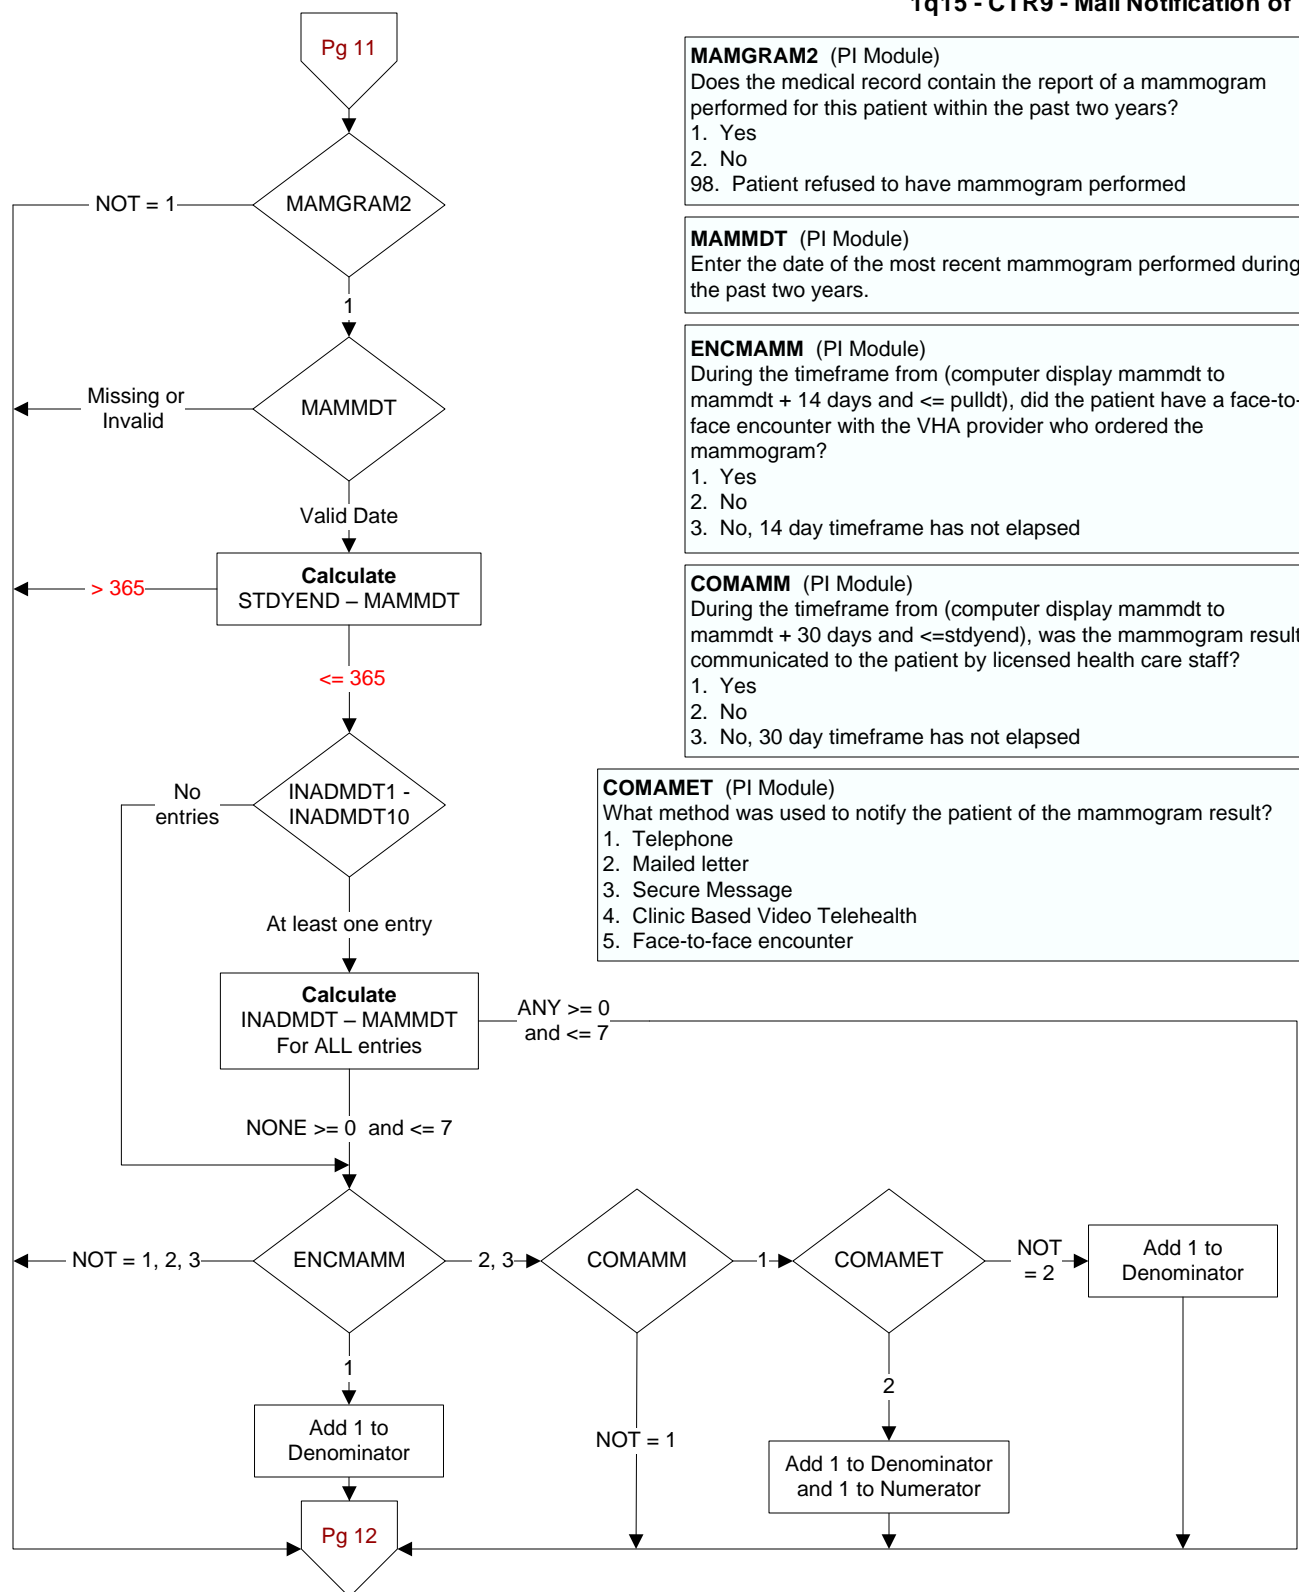 1q15 - CTR9 - Mail Notification of
Pg 11
MAMGRAM2 (PI Module)
Does the medical record contain the report of a mammogram
performed for this patient within the past two years?
1. Yes
2. No
98. Patient refused to have mammogram performed
NOT = 1
MAMGRAM2
1
MAMMDT (PI Module)
Enter the date of the most recent mammogram performed during
the past two years.
Missing or
Invalid
MAMMDT
Valid Date
ENCMAMM (PI Module)
During the timeframe from (computer display mammdt to
mammdt + 14 days and <= pulldt), did the patient have a face-to-
face encounter with the VHA provider who ordered the
mammogram?
1. Yes
2. No
3. No, 14 day timeframe has not elapsed
> 365
Calculate
STDYEND – MAMMDT
<= 365
COMAMM (PI Module)
During the timeframe from (computer display mammdt to
mammdt + 30 days and <=stdyend), was the mammogram result
communicated to the patient by licensed health care staff?
1. Yes
2. No
3. No, 30 day timeframe has not elapsed
No
entries
INADMDT1 -
INADMDT10
At least one entry
COMAMET (PI Module)
What method was used to notify the patient of the mammogram result?
1. Telephone
2. Mailed letter
3. Secure Message
4. Clinic Based Video Telehealth
5. Face-to-face encounter
Calculate
INADMDT – MAMMDT
For ALL entries
ANY >= 0
and <= 7
NONE >= 0 and <= 7
NOT = 1, 2, 3
ENCMAMM
2, 3
COMAMM
1
COMAMET
NOT
= 2
Add 1 to
Denominator
1
2
Add 1 to
Denominator
NOT = 1
Add 1 to Denominator
and 1 to Numerator
Pg 12